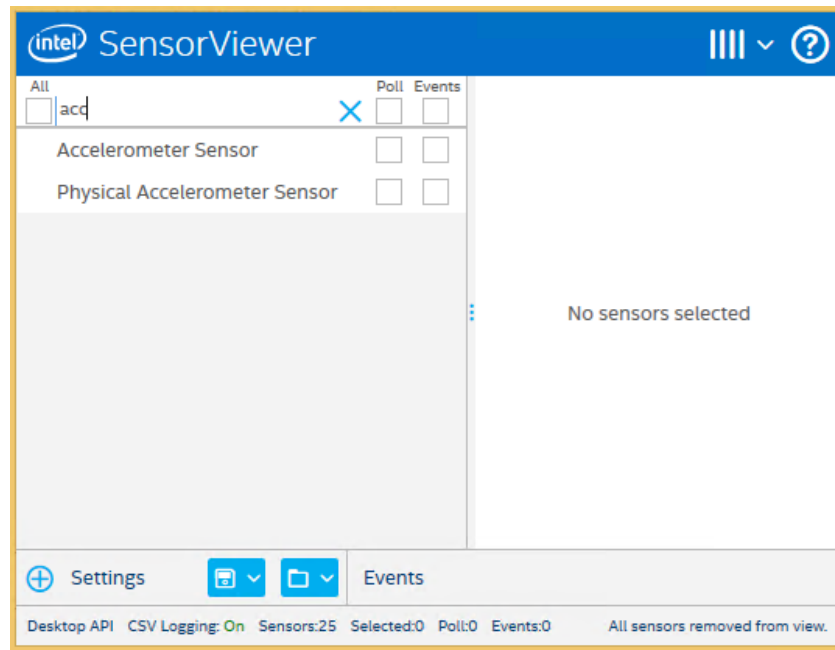 intel SensorViewer
All Poll Events
acc
Accelerometer Sensor
Physical Accelerometer Sensor
No sensors selected
Settings Events
Desktop API CSV Logging: On Sensors:25 Selected:0 Poll:0 Events:0 All sensors removed from view.